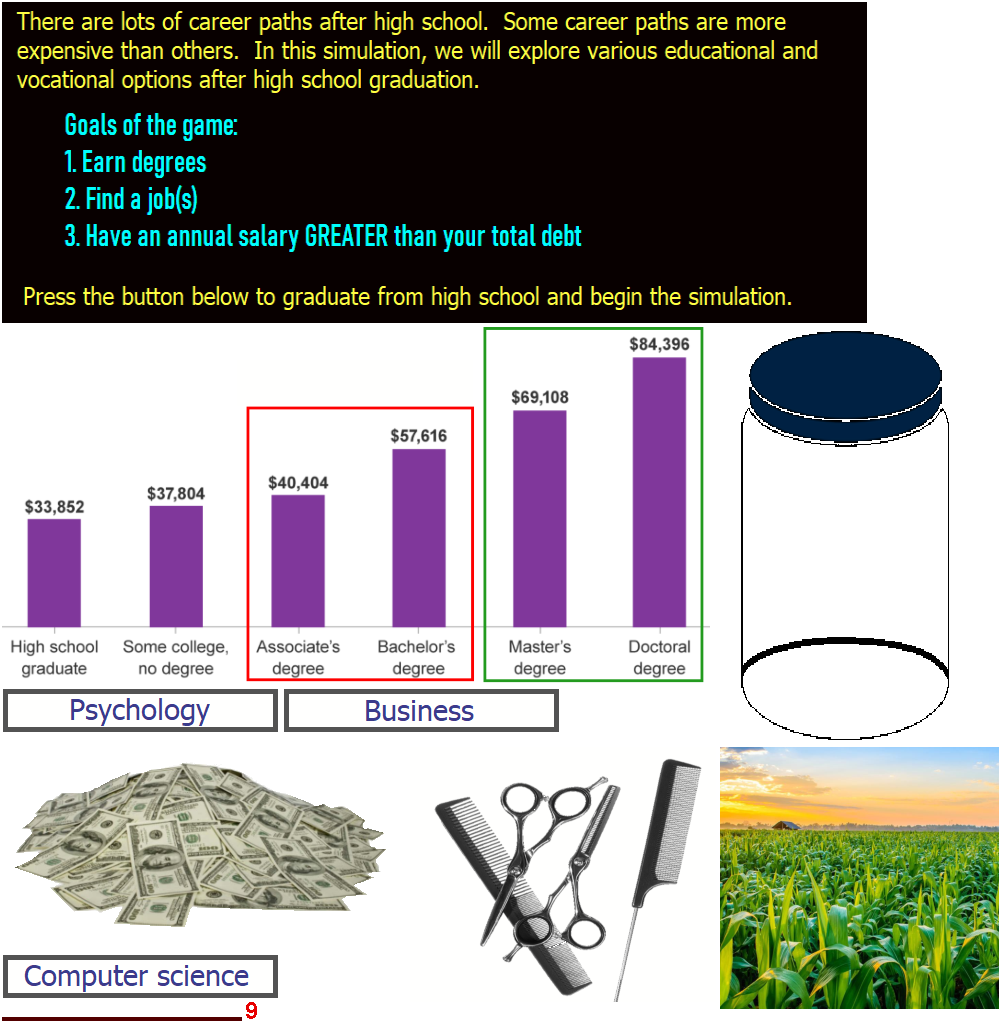 There are lots of career paths after high school.  Some career paths are more
expensive than others.  In this simulation, we will explore various educational and
vocational options after high school graduation.
Goals of the game:
1. Earn degrees
2. Find a job(s)
3. Have an annual salary GREATER than your total debt
Press the button below to graduate from high school and begin the simulation.
$33,852
$37,804
$40,404
$57,616
$69,108
$84,396
High school
graduate
Some college,
no degree
Associate's
degree
Bachelor's
degree
Master's
degree
Doctoral
degree
Psychology
Business
Computer science
9